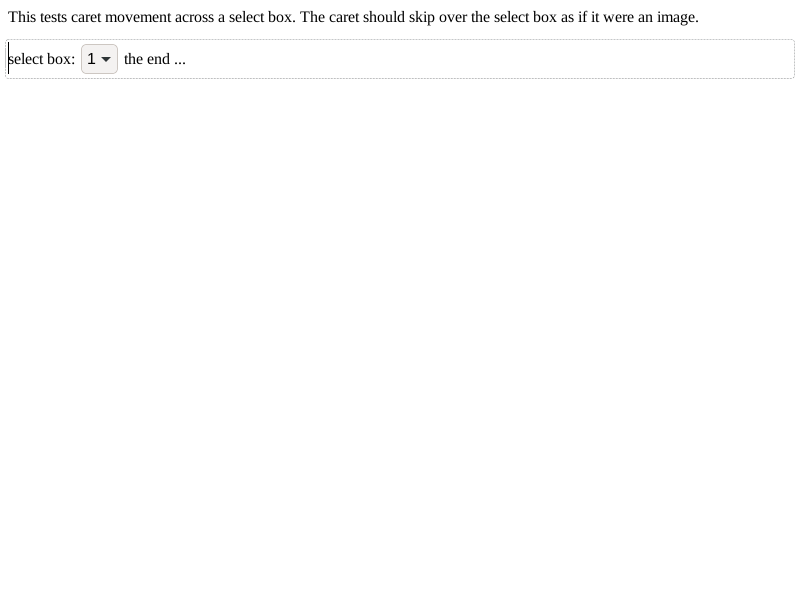 This tests caret movement across a select box. The caret should skip over the select box as if it were an image.
select box: 1 the end ...